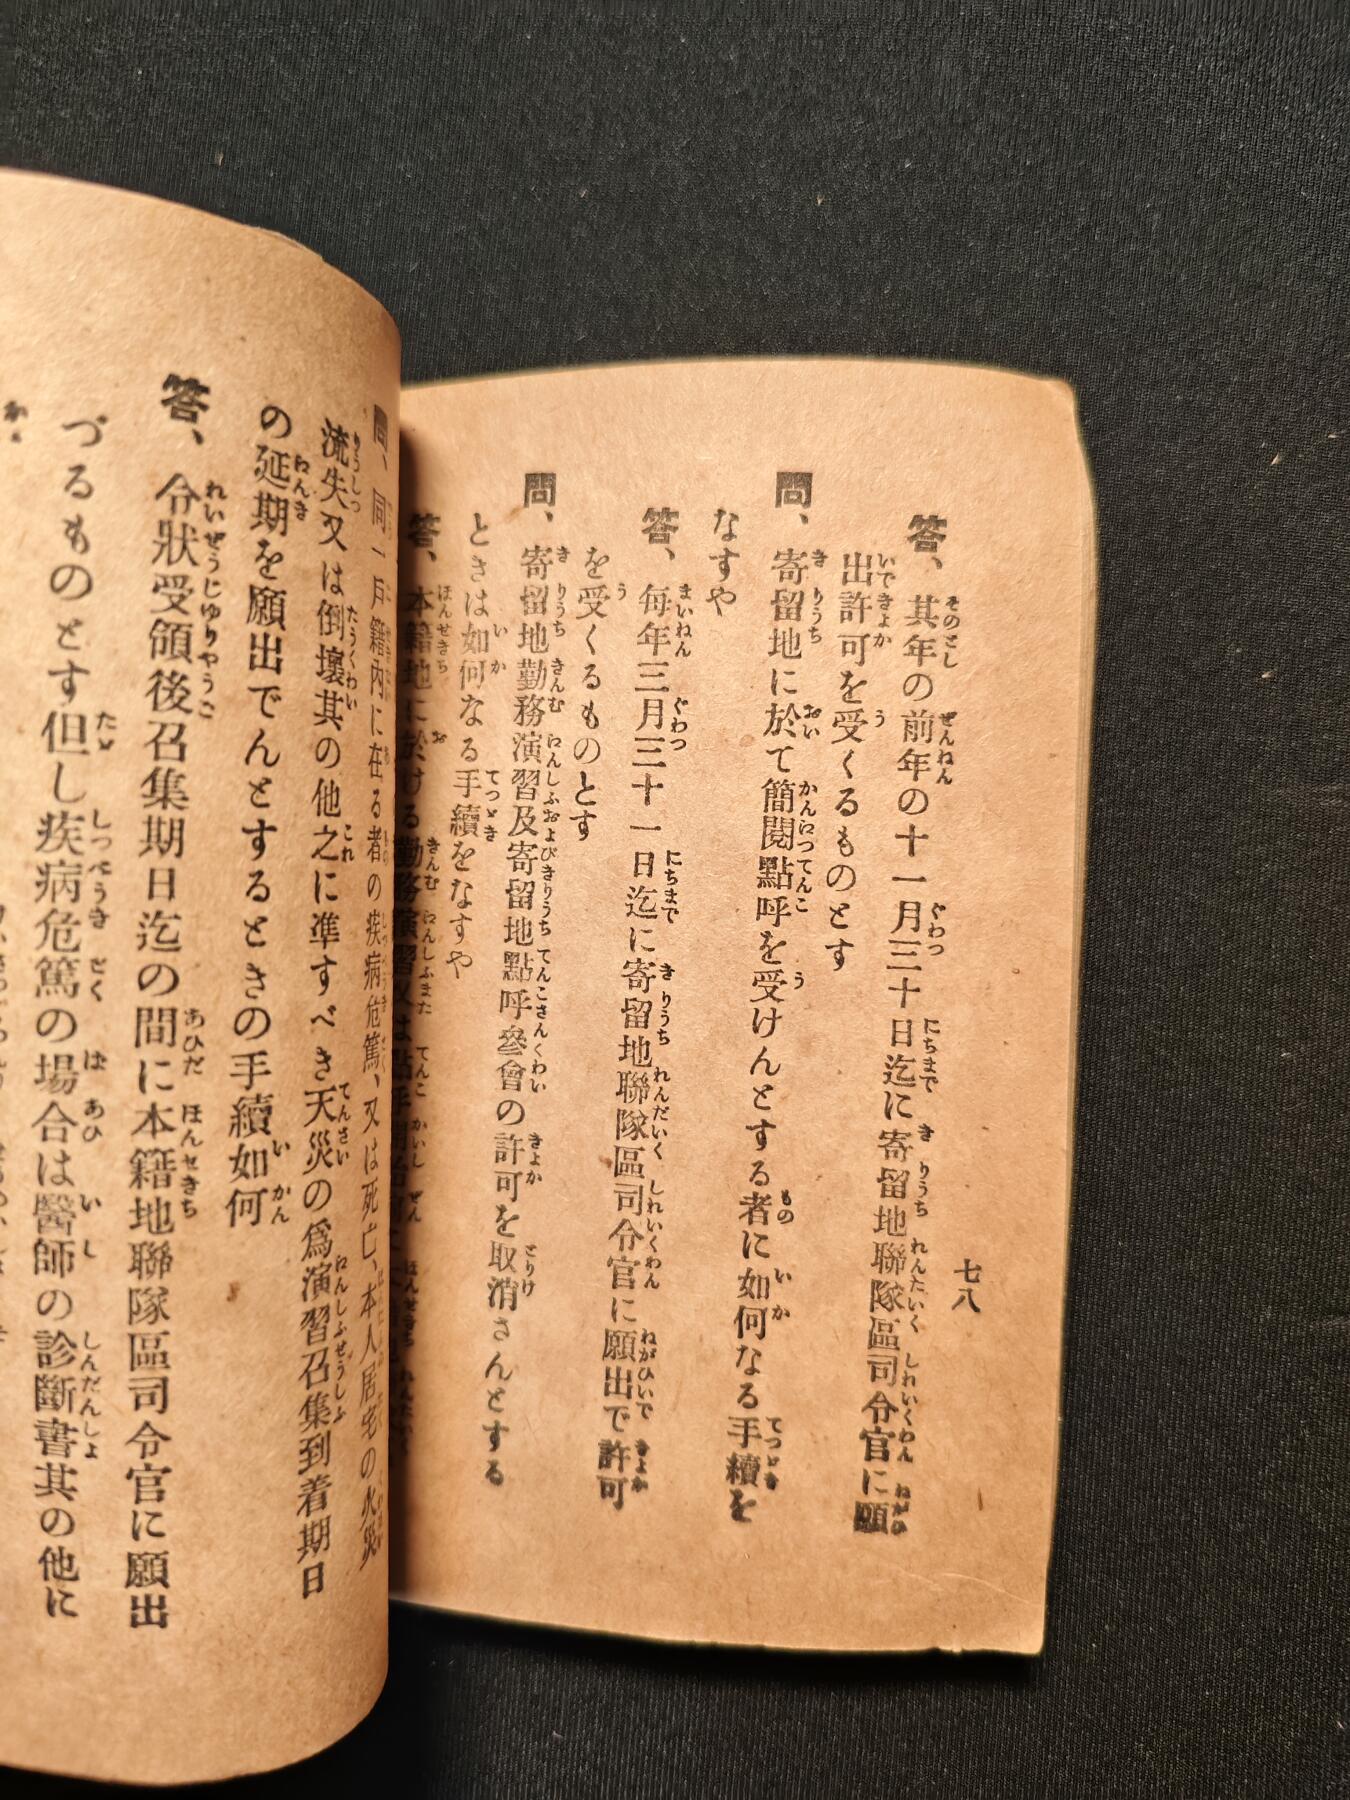 七八
答、其年の前年の十一月三十日迄に寄留地聯隊區司令官に願
出許可を受くるものとす
問、寄留地に於て簡閱點呼を受けんとする者に如何なる手續を
なすや
答、每年三月三十一日迄に寄留地聯隊區司令官に願出で許可
を受くるものとす
問、寄留地勤務演習及寄留地點呼參會の許可を取消さんとする
ときは如何なる手續をなすや
答、本籍地に於ける勤務演習又は點呼開始前に
問、同一戶籍內に在る者の疾病危篤、又は死亡、本人居宅の火災
流失又は倒壞其の他之に準すべき天災の爲演習召集到着期日
の延期を願出でんとするときの手續如何
答、令狀受領後召集期日迄の間に本籍地聯隊區司令官に願出
づるものとす但し疾病危篤の場合は醫師の診斷書其の他に